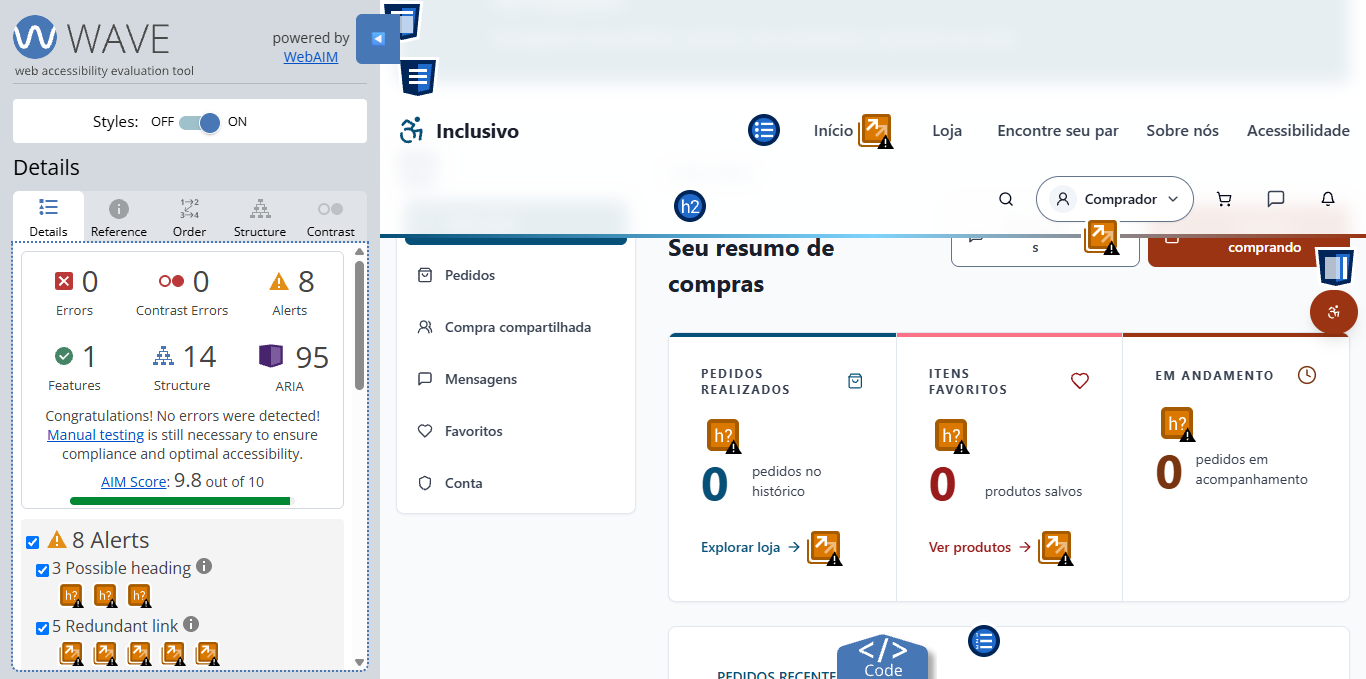 WAVE
powered by
WebAIM
web accessibility evaluation tool
Styles: OFF ON
Details
Details Reference Order Structure Contrast
0 0 8
Errors Contrast Errors Alerts
1 14 95
Features Structure ARIA
Congratulations! No errors were detected!
Manual testing is still necessary to ensure
compliance and optimal accessibility.
AIM Score: 9.8 out of 10
8 Alerts
3 Possible heading
h? h? h?
5 Redundant link
Inclusivo
Início Loja Encontre seu par Sobre nós Acessibilidade
h2
Comprador
Seu resumo de
compras
s
comprando
Pedidos
Compra compartilhada
Mensagens
Favoritos
Conta
PEDIDOS
REALIZADOS
h?
0 pedidos no
histórico
Explorar loja →
ITENS
FAVORITOS
h?
0 produtos salvos
Ver produtos →
EM ANDAMENTO
h?
0 pedidos em
acompanhamento
</>
Code